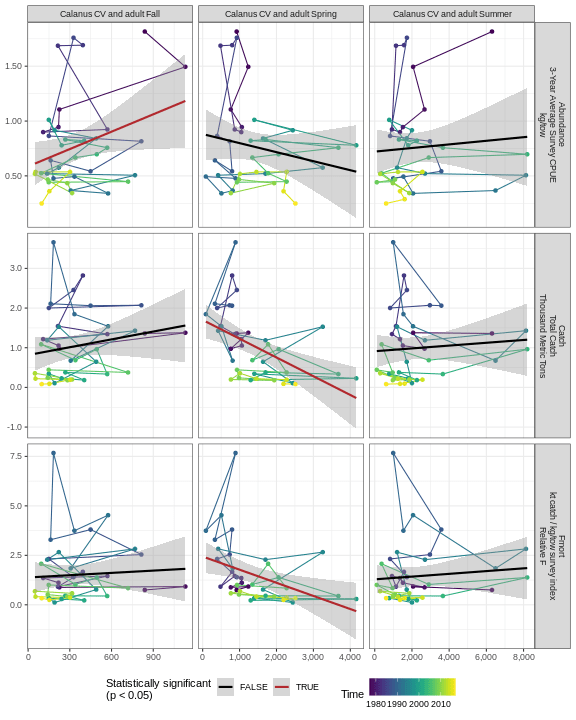 Calanus CV and adult Fall
Calanus CV and adult Spring
Calanus CV and adult Summer
1.50
1.00
0.50
Abundance
3-Year Average Survey CPUE
kg/tow
3.0
2.0
1.0
0.0
-1.0
Catch
Total Catch
Thousand Metric Tons
7.5
5.0
2.5
0.0
Fmort
kt catch / kg/tow survey index
Relative F
0 300 600 900
0 1,000 2,000 3,000 4,000
0 2,000 4,000 6,000 8,000
Statistically significant
(p < 0.05)
FALSE
TRUE
Time
1980 1990 2000 2010